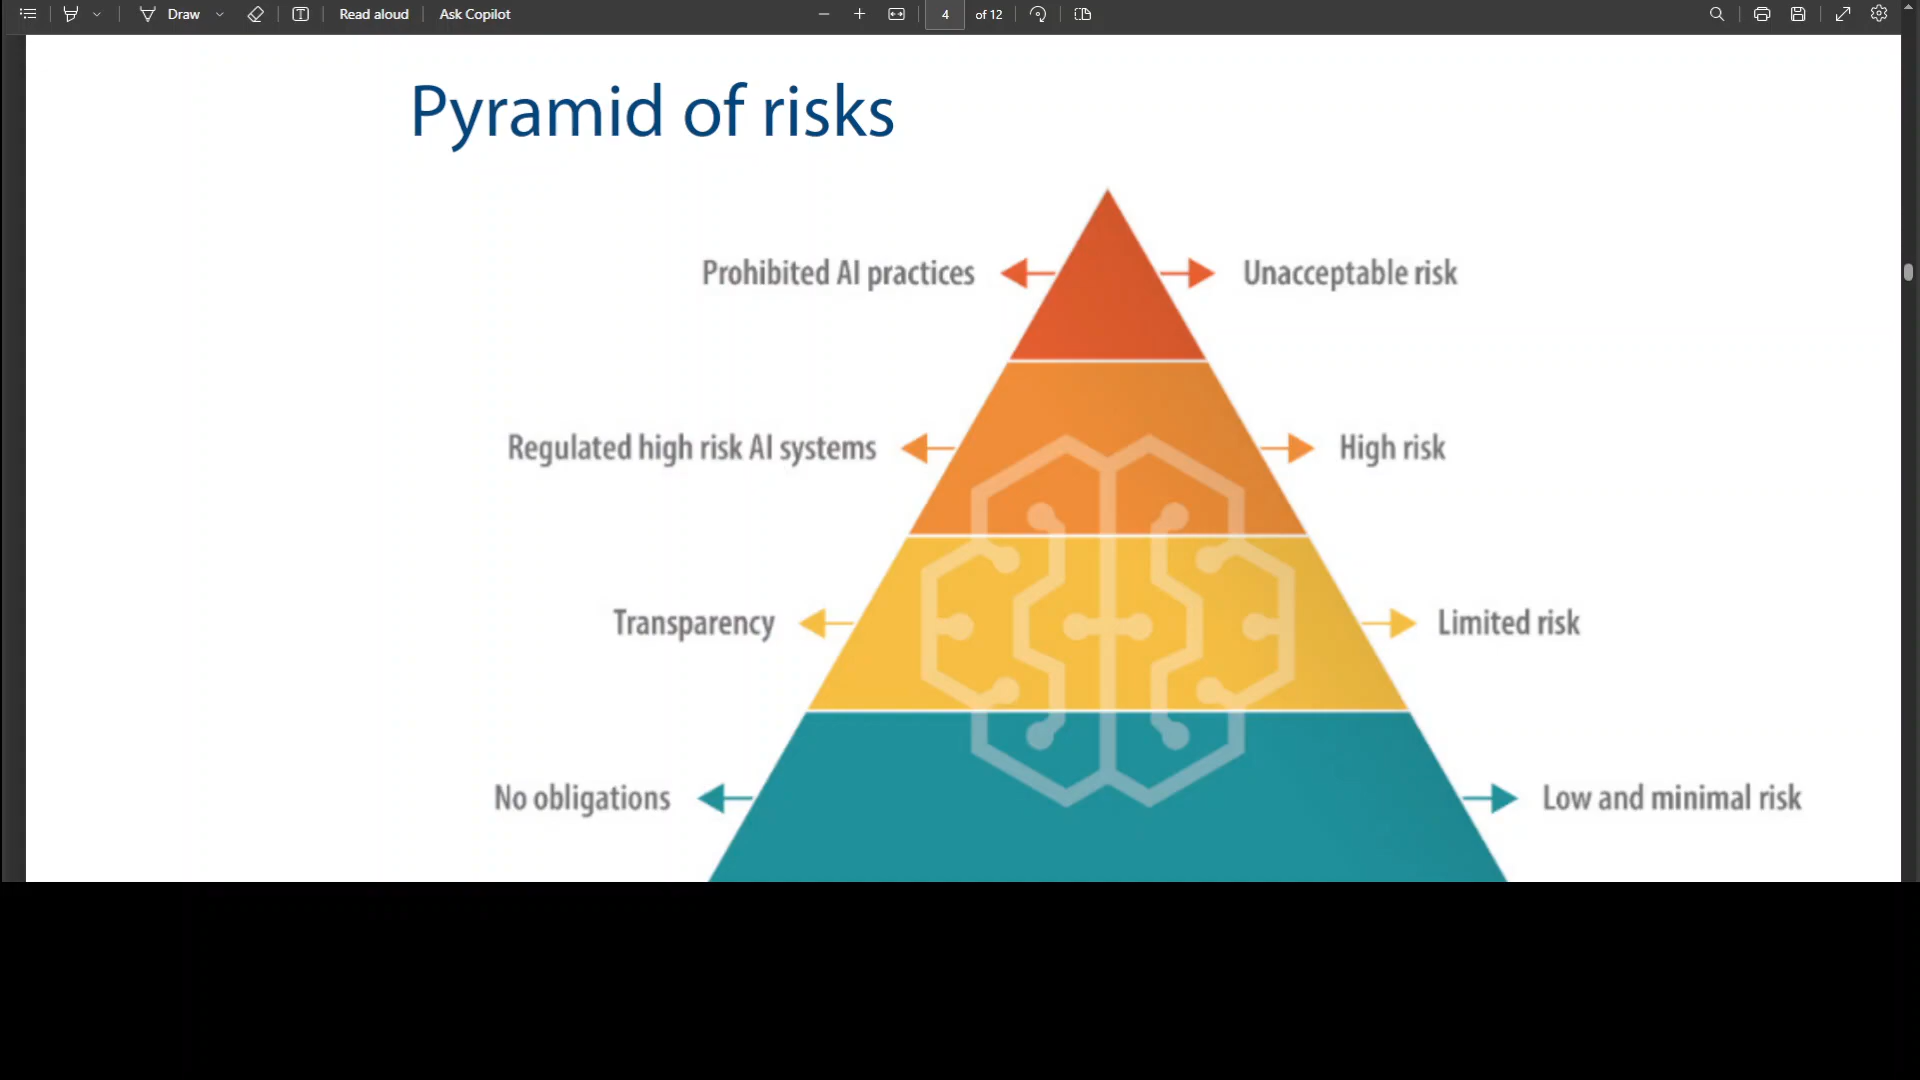 Draw
Read aloud
Ask Copilot
4 of 12
Pyramid of risks
Prohibited AI practices
Unacceptable risk
Regulated high risk AI systems
High risk
Transparency
Limited risk
No obligations
Low and minimal risk